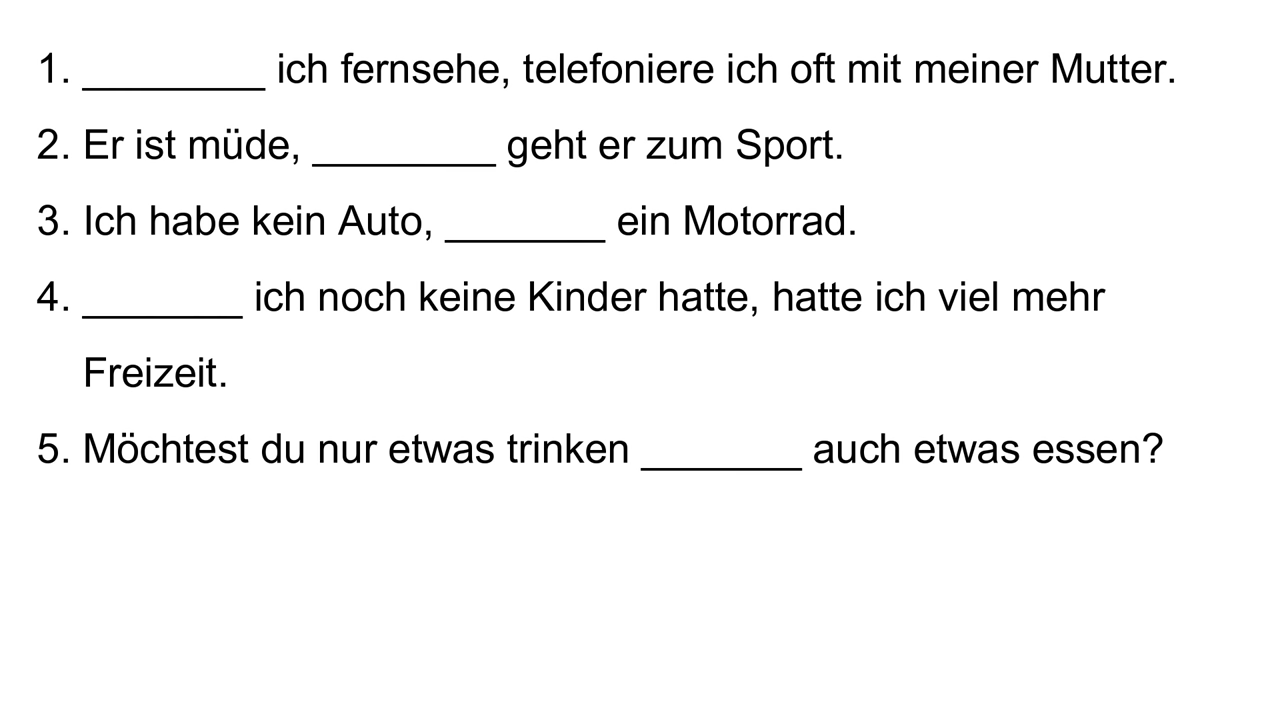 1. ________ ich fernsehe, telefoniere ich oft mit meiner Mutter.
2. Er ist müde, ________ geht er zum Sport.
3. Ich habe kein Auto, _______ ein Motorrad.
4. _______ ich noch keine Kinder hatte, hatte ich viel mehr
Freizeit.
5. Möchtest du nur etwas trinken _______ auch etwas essen?